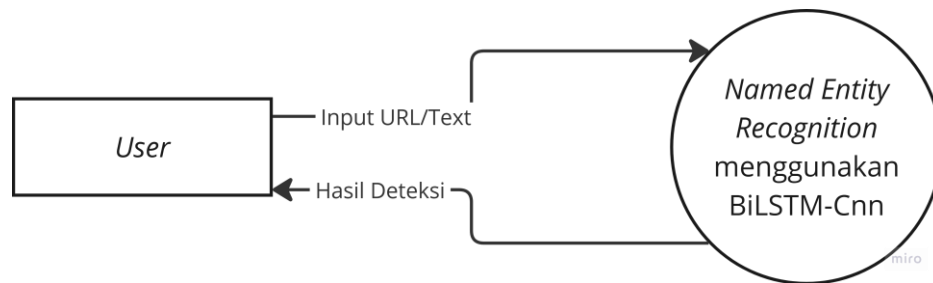 User
Input URL/Text
Hasil Deteksi
Named Entity
Recognition
menggunakan
BiLSTM-Cnn
miro